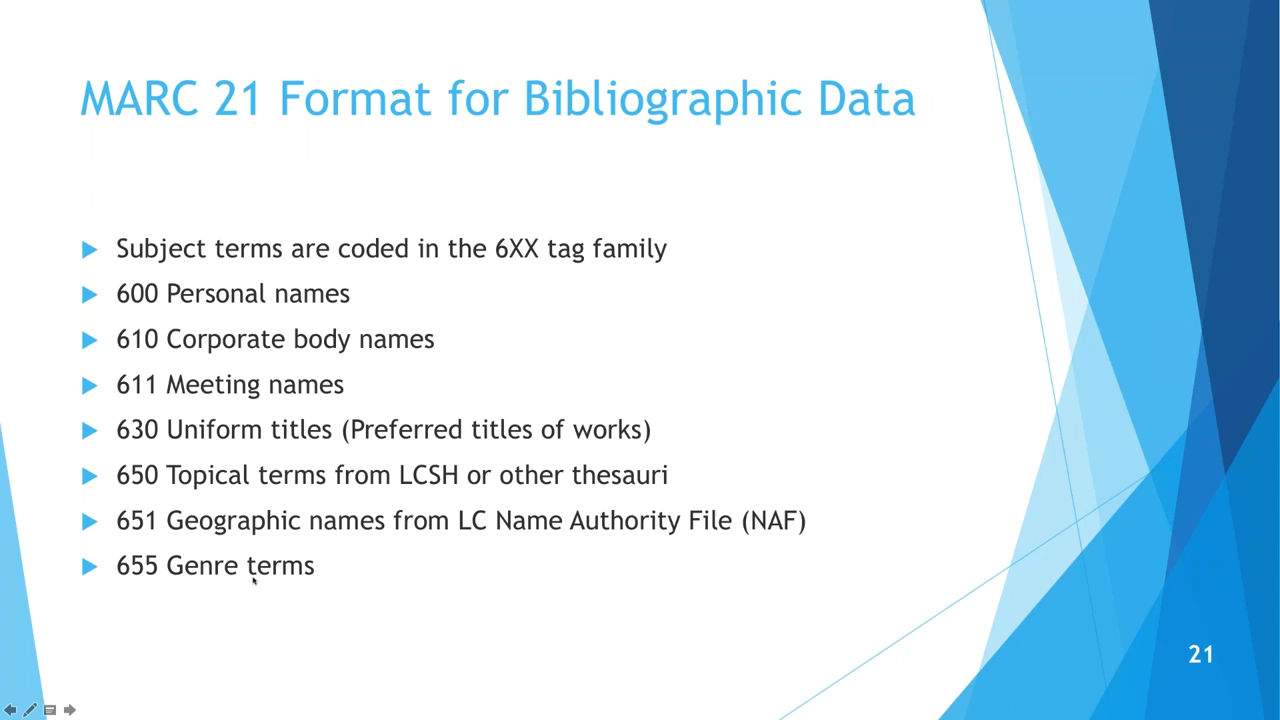 MARC 21 Format for Bibliographic Data
Subject terms are coded in the 6XX tag family
600 Personal names
610 Corporate body names
611 Meeting names
630 Uniform titles (Preferred titles of works)
650 Topical terms from LCSH or other thesauri
651 Geographic names from LC Name Authority File (NAF)
655 Genre terms
21